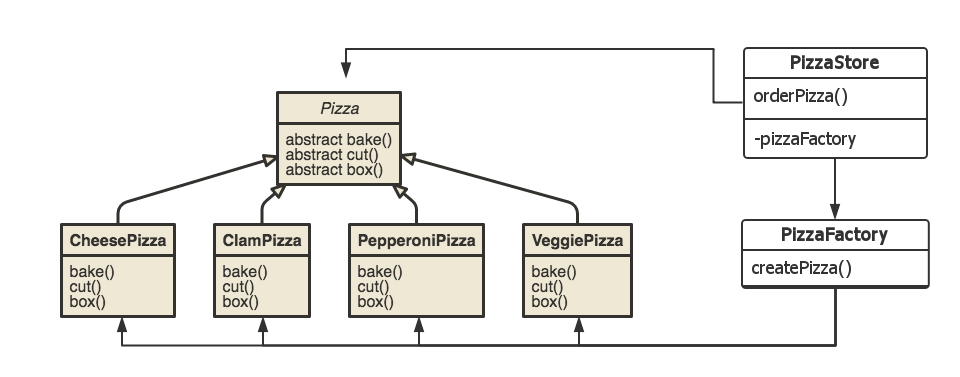 PizzaStore
orderPizza()
-pizzaFactory
Pizza
abstract bake()
abstract cut()
abstract box()
CheesePizza
bake()
cut()
box()
ClamPizza
bake()
cut()
box()
PepperoniPizza
bake()
cut()
box()
VeggiePizza
bake()
cut()
box()
PizzaFactory
createPizza()